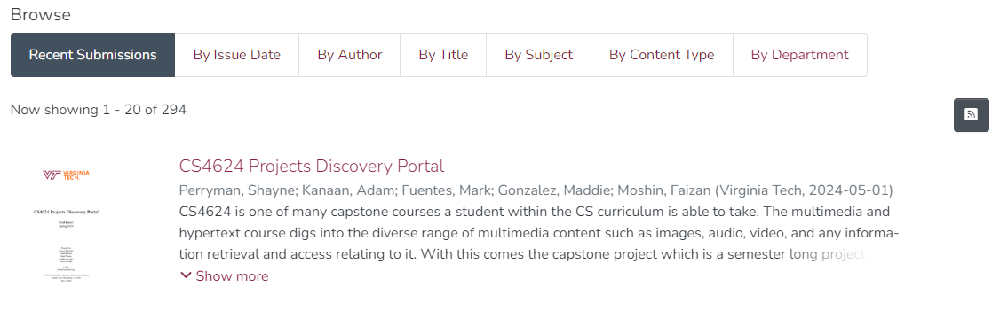 Browse
Recent Submissions
By Issue Date
By Author
By Title
By Subject
By Content Type
By Department
Now showing 1 - 20 of 294
VT VIRGINIA
TECH
CS4624 Projects Discovery Portal
Final Report
Spring 2024
CS4624 Projects Discovery Portal
Perryman, Shayne; Kanaan, Adam; Fuentes, Mark; Gonzalez, Maddie; Moshin, Faizan (Virginia Tech, 2024-05-01)
CS4624 is one of many capstone courses a student within the CS curriculum is able to take. The multimedia and
hypertext course digs into the diverse range of multimedia content such as images, audio, video, and any informa-
tion retrieval and access relating to it. With this comes the capstone project which is a semester long project
Show more